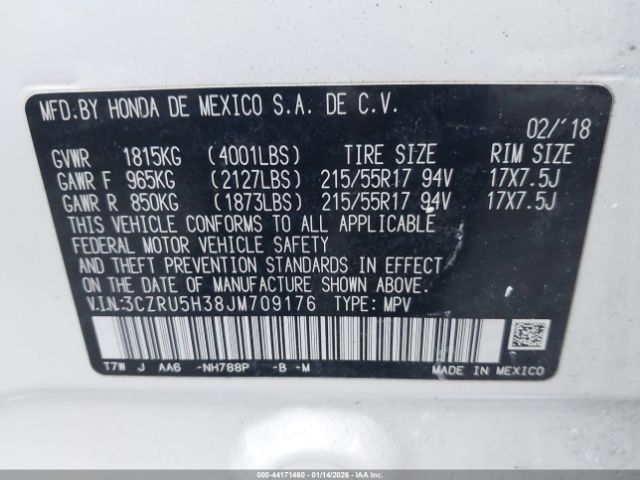 MFD.BY HONDA DE MEXICO S.A. DE C.V.
02/'18
GVWR 1815KG (4001LBS) TIRE SIZE RIM SIZE
GAWR F 965KG (2127LBS) 215/55R17 94V 17X7.5J
GAWR R 850KG (1873LBS) 215/55R17 94V 17X7.5J
THIS VEHICLE CONFORMS TO ALL APPLICABLE
FEDERAL MOTOR VEHICLE SAFETY
AND THEFT PREVENTION STANDARDS IN EFFECT
ON THE DATE OF MANUFACTURE SHOWN ABOVE.
V.I.N.:3CZRU5H38JM709176 TYPE: MPV
T7W J AA6 -NH788P -B -M
MADE IN MEXICO
000-44171460 - 01/14/2026 - IAA Inc.